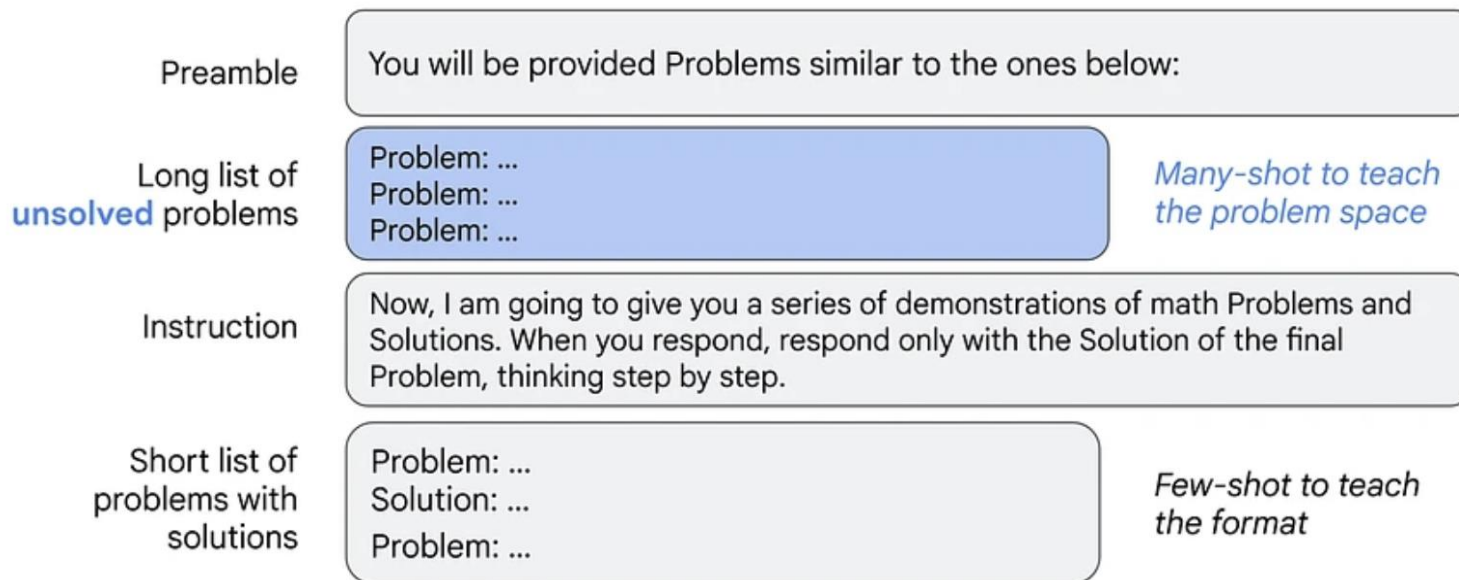 Preamble
You will be provided Problems similar to the ones below:
Long list of
unsolved problems
Problem: ...
Problem: ...
Problem: ...
Many-shot to teach
the problem space
Instruction
Now, I am going to give you a series of demonstrations of math Problems and
Solutions. When you respond, respond only with the Solution of the final
Problem, thinking step by step.
Short list of
problems with
solutions
Problem: ...
Solution: ...
Problem: ...
Few-shot to teach
the format